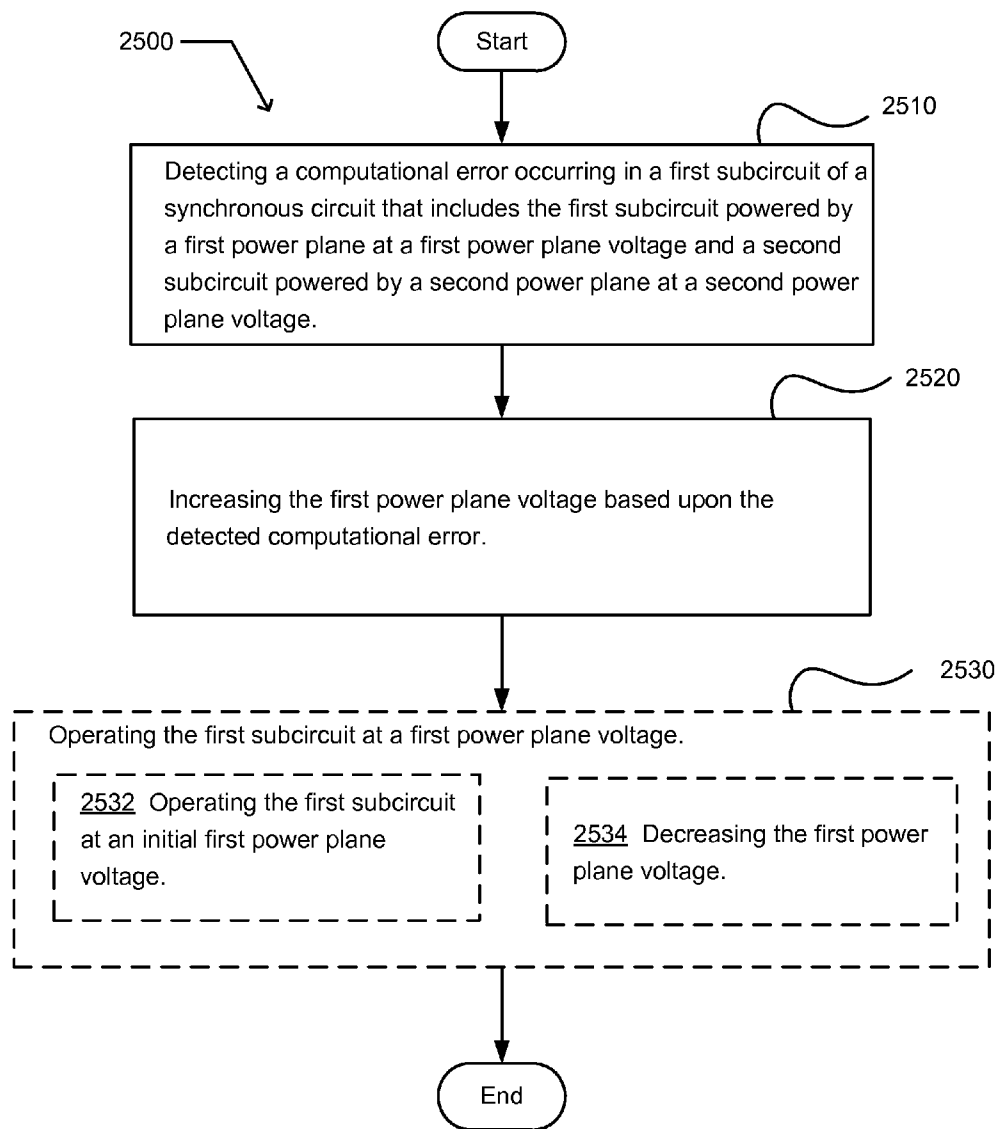 2500
Start
2510
Detecting a computational error occurring in a first subcircuit of a
synchronous circuit that includes the first subcircuit powered by
a first power plane at a first power plane voltage and a second
subcircuit powered by a second power plane at a second power
plane voltage.
2520
Increasing the first power plane voltage based upon the
detected computational error.
2530
Operating the first subcircuit at a first power plane voltage.
2532 Operating the first subcircuit
at an initial first power plane
voltage.
2534 Decreasing the first power
plane voltage.
End